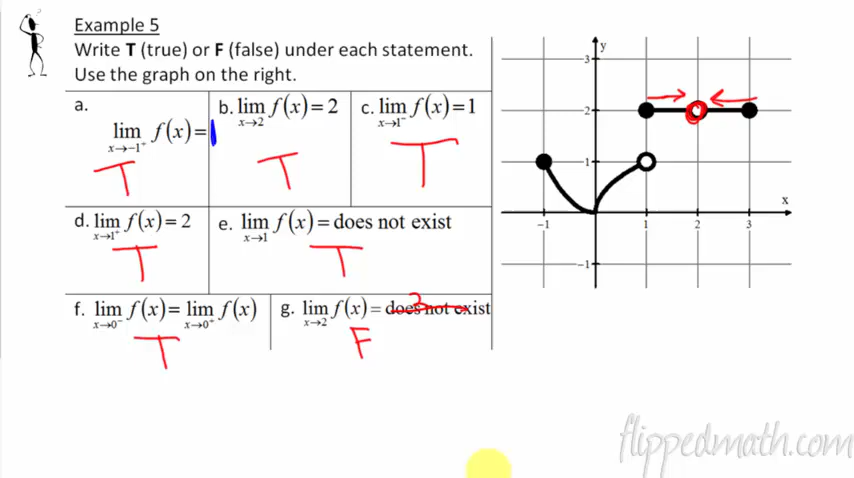 Example 5
Write T (true) or F (false) under each statement.
Use the graph on the right.
a.
lim x→-1⁺ f(x)=1
T
b. lim x→2 f(x)=2
T
c. lim x→1⁻ f(x)=1
T
d. lim x→1⁺ f(x)=2
T
e. lim x→1 f(x)= does not exist
T
f. lim x→0⁻ f(x)= lim x→0⁺ f(x)
T
g. lim x→2 f(x)= does not exist
F
y
3
2
1
-1
-1 1 2 3
x
flippedmath.com